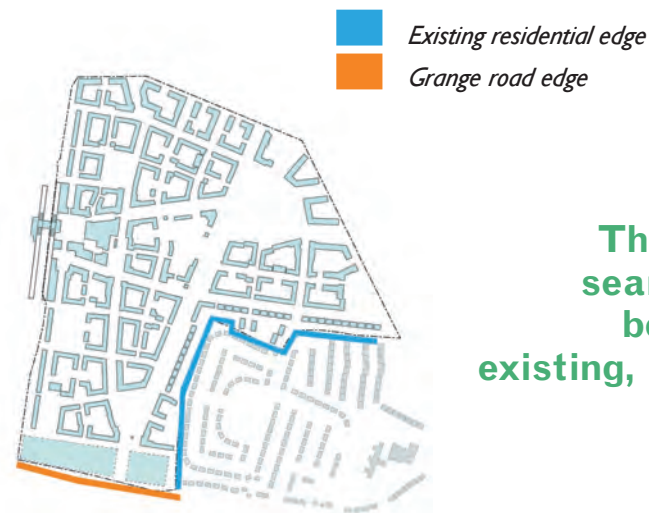 Existing residential edge
Grange road edge
Th
sear
be
existing,